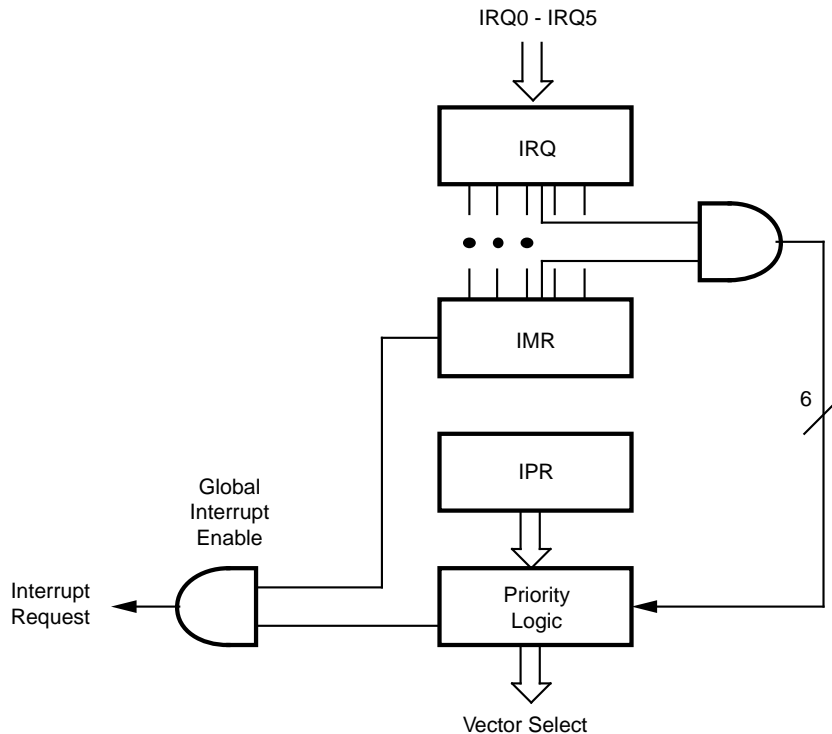 IRQ0 - IRQ5
IRQ
IMR
6
IPR
Global
Interrupt
Enable
Interrupt
Request
Priority
Logic
Vector Select